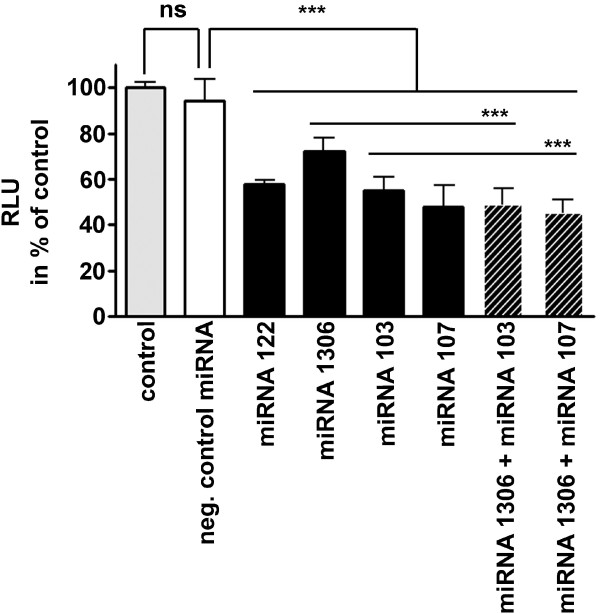 ns
***
***
***
RLU
in % of control
100
80
60
40
20
0
control
neg. control miRNA
miRNA 122
miRNA 1306
miRNA 103
miRNA 107
miRNA 1306 + miRNA 103
miRNA 1306 + miRNA 107